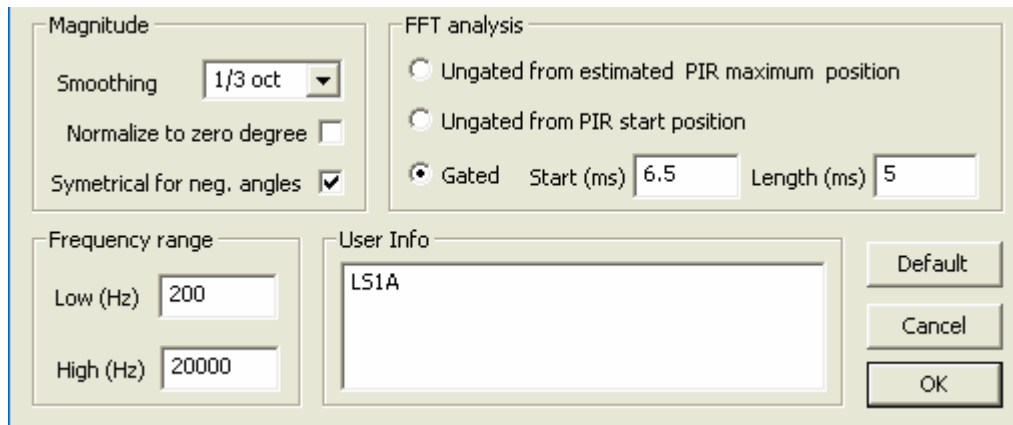 Magnitude
Smoothing 1/3 oct
Normalize to zero degree
Symetrical for neg. angles
FFT analysis
Ungated from estimated PIR maximum position
Ungated from PIR start position
Gated Start (ms) 6.5 Length (ms) 5
Frequency range
Low (Hz) 200
High (Hz) 20000
User Info
LS1A
Default
Cancel
OK